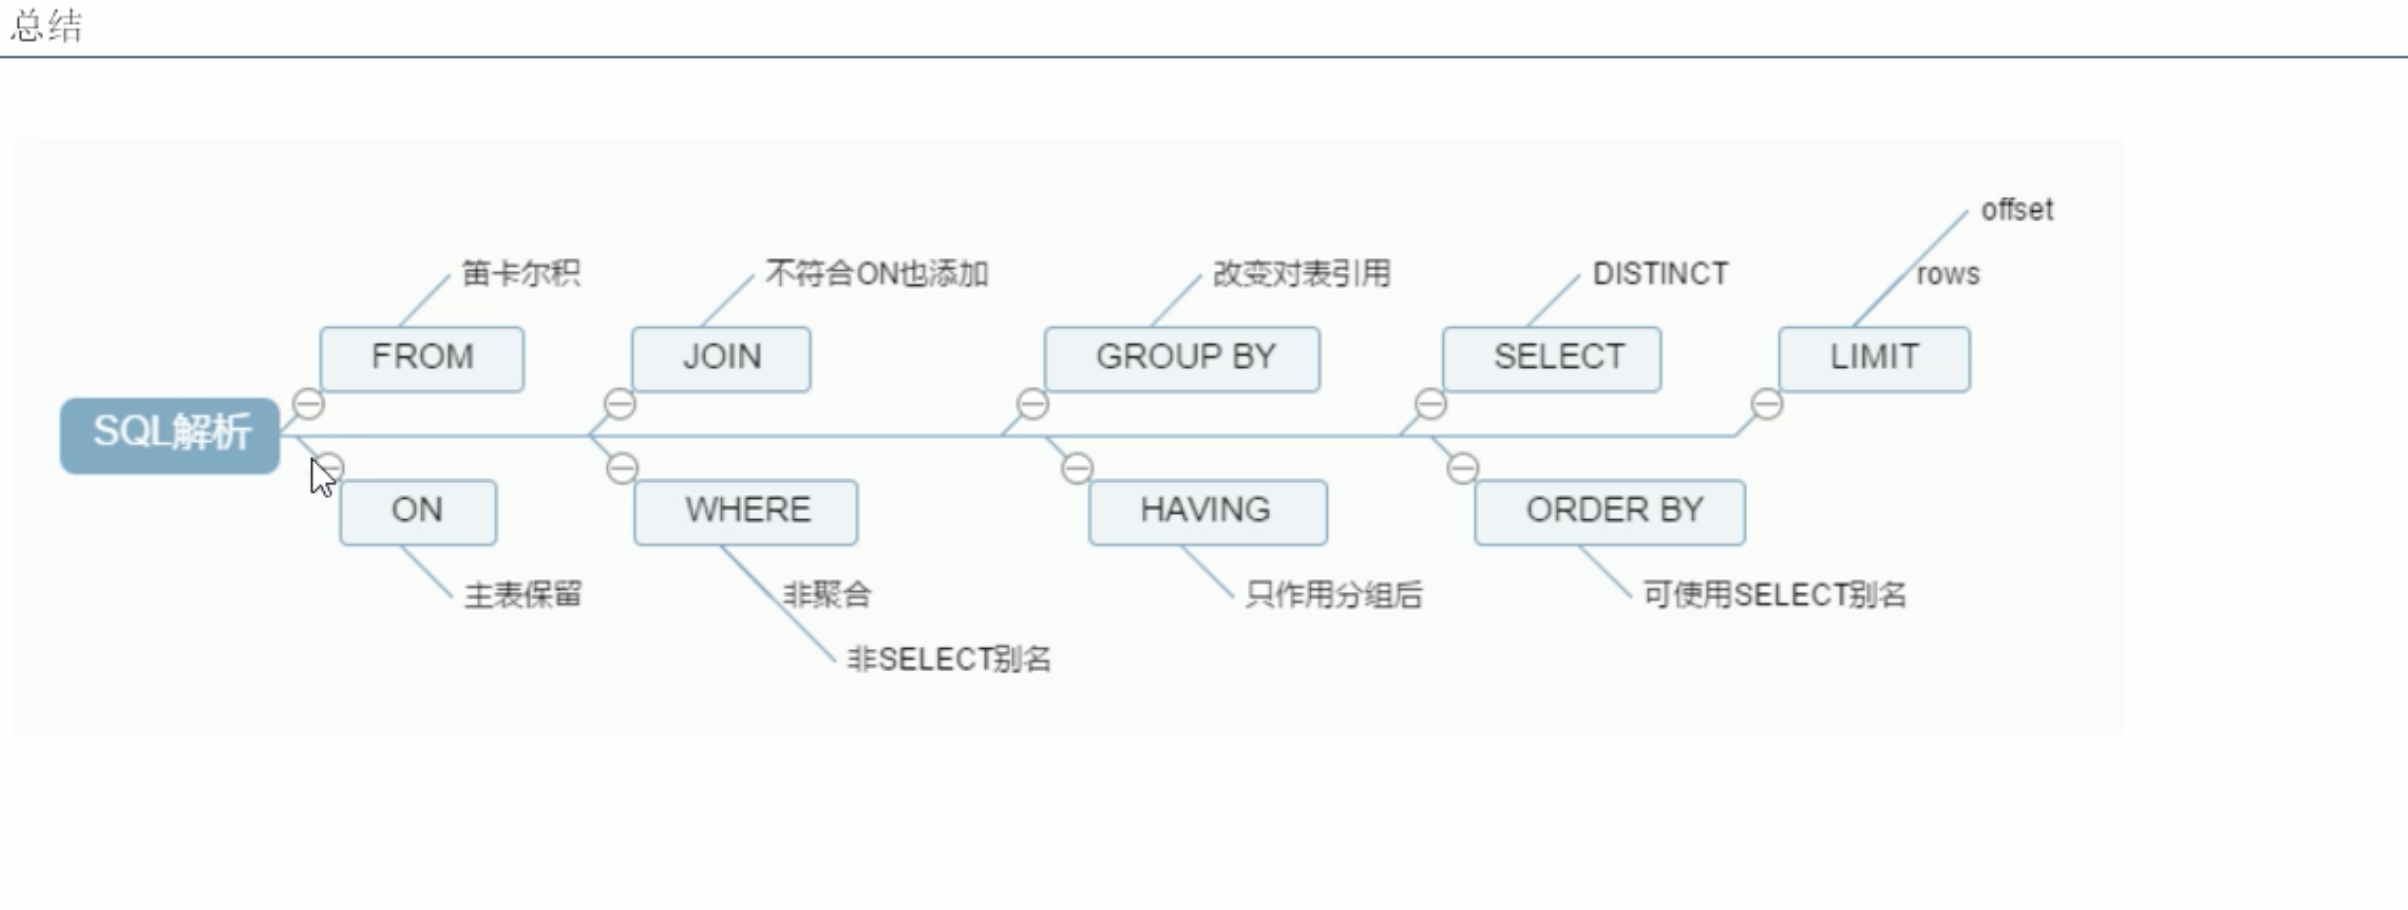 总结
offset
笛卡尔积
不符合ON也添加
改变对表引用
DISTINCT
rows
FROM
JOIN
GROUP BY
SELECT
LIMIT
SQL解析
ON
WHERE
HAVING
ORDER BY
主表保留
非聚合
只作用分组后
可使用SELECT别名
非SELECT别名